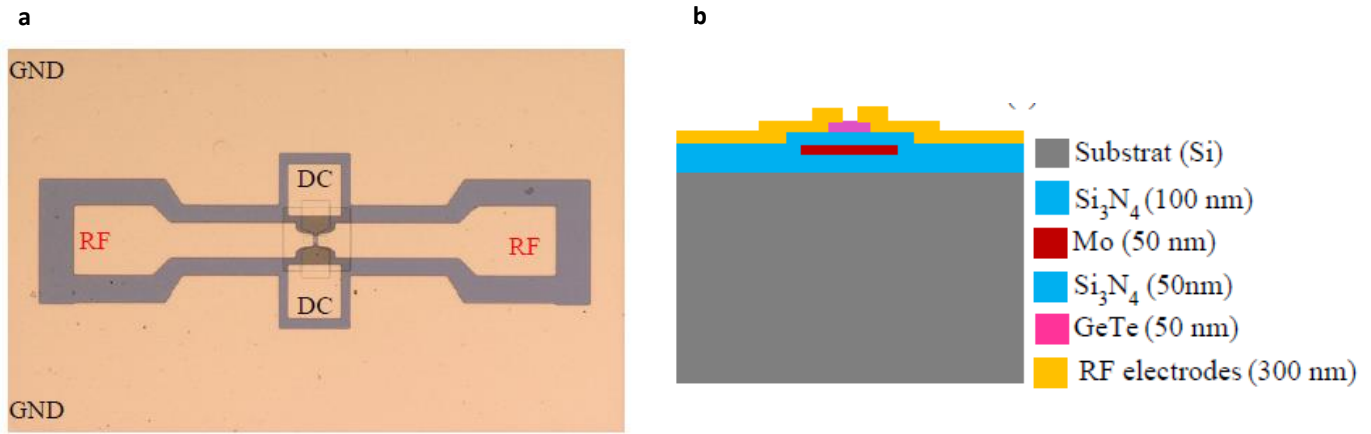 a
b
GND
DC
RF
RF
DC
GND
Substrat (Si)
Si₃N₄ (100 nm)
Mo (50 nm)
Si₃N₄ (50nm)
GeTe (50 nm)
RF electrodes (300 nm)